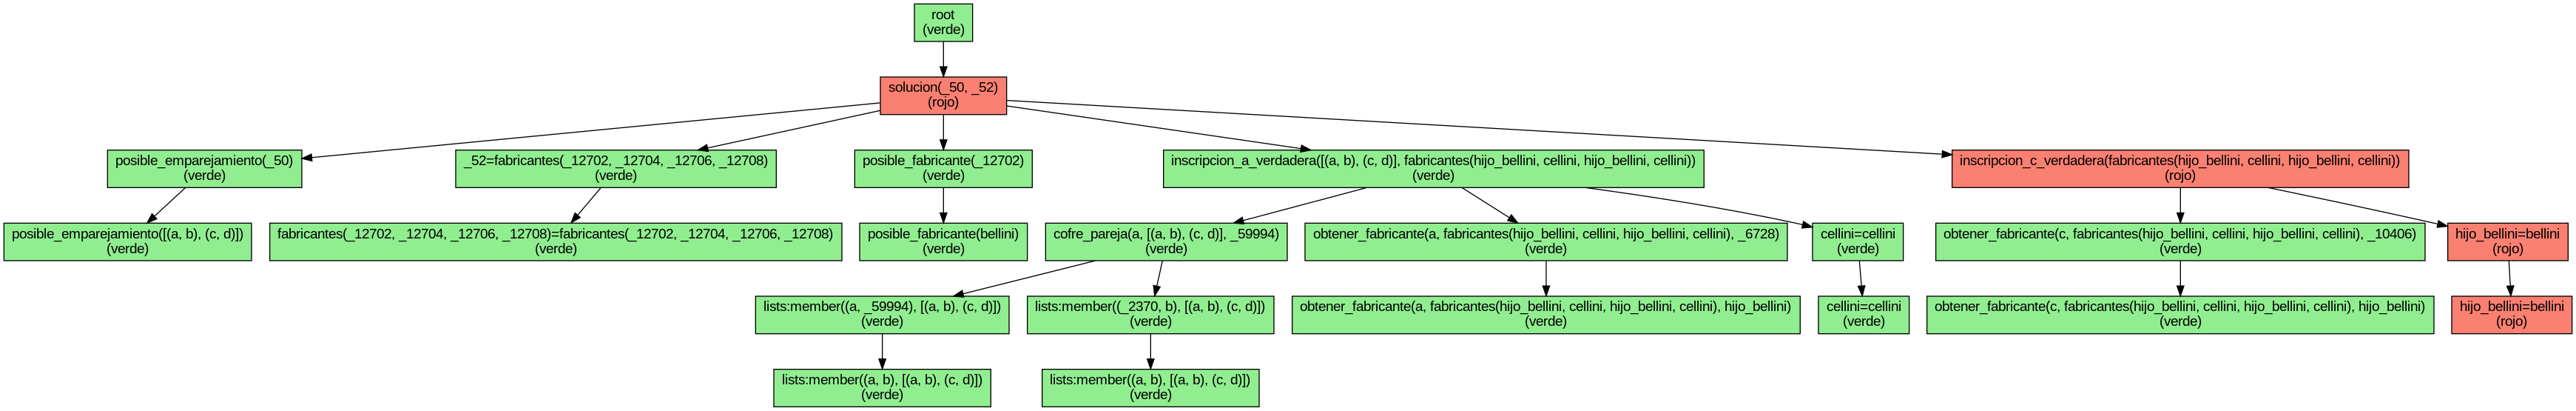 root
(verde)
solucion(_50, _52)
(rojo)
posible_emparejamiento(_50)
(verde)
_52=fabricantes(_12702, _12704, _12706, _12708)
(verde)
posible_fabricante(_12702)
(verde)
inscripcion_a_verdadera([(a, b), (c, d)], fabricantes(hijo_bellini, cellini, hijo_bellini, cellini))
(verde)
inscripcion_c_verdadera(fabricantes(hijo_bellini, cellini, hijo_bellini, cellini))
(rojo)
posible_emparejamiento([(a, b), (c, d)])
(verde)
fabricantes(_12702, _12704, _12706, _12708)=fabricantes(_12702, _12704, _12706, _12708)
(verde)
posible_fabricante(bellini)
(verde)
cofre_pareja(a, [(a, b), (c, d)], _59994)
(verde)
obtener_fabricante(a, fabricantes(hijo_bellini, cellini, hijo_bellini, cellini), _6728)
(verde)
cellini=cellini
(verde)
obtener_fabricante(c, fabricantes(hijo_bellini, cellini, hijo_bellini, cellini), _10406)
(verde)
hijo_bellini=bellini
(rojo)
lists:member((a, _59994), [(a, b), (c, d)])
(verde)
lists:member((_2370, b), [(a, b), (c, d)])
(verde)
obtener_fabricante(a, fabricantes(hijo_bellini, cellini, hijo_bellini, cellini), hijo_bellini)
(verde)
cellini=cellini
(verde)
obtener_fabricante(c, fabricantes(hijo_bellini, cellini, hijo_bellini, cellini), hijo_bellini)
(verde)
hijo_bellini=bellini
(rojo)
lists:member((a, b), [(a, b), (c, d)])
(verde)
lists:member((a, b), [(a, b), (c, d)])
(verde)